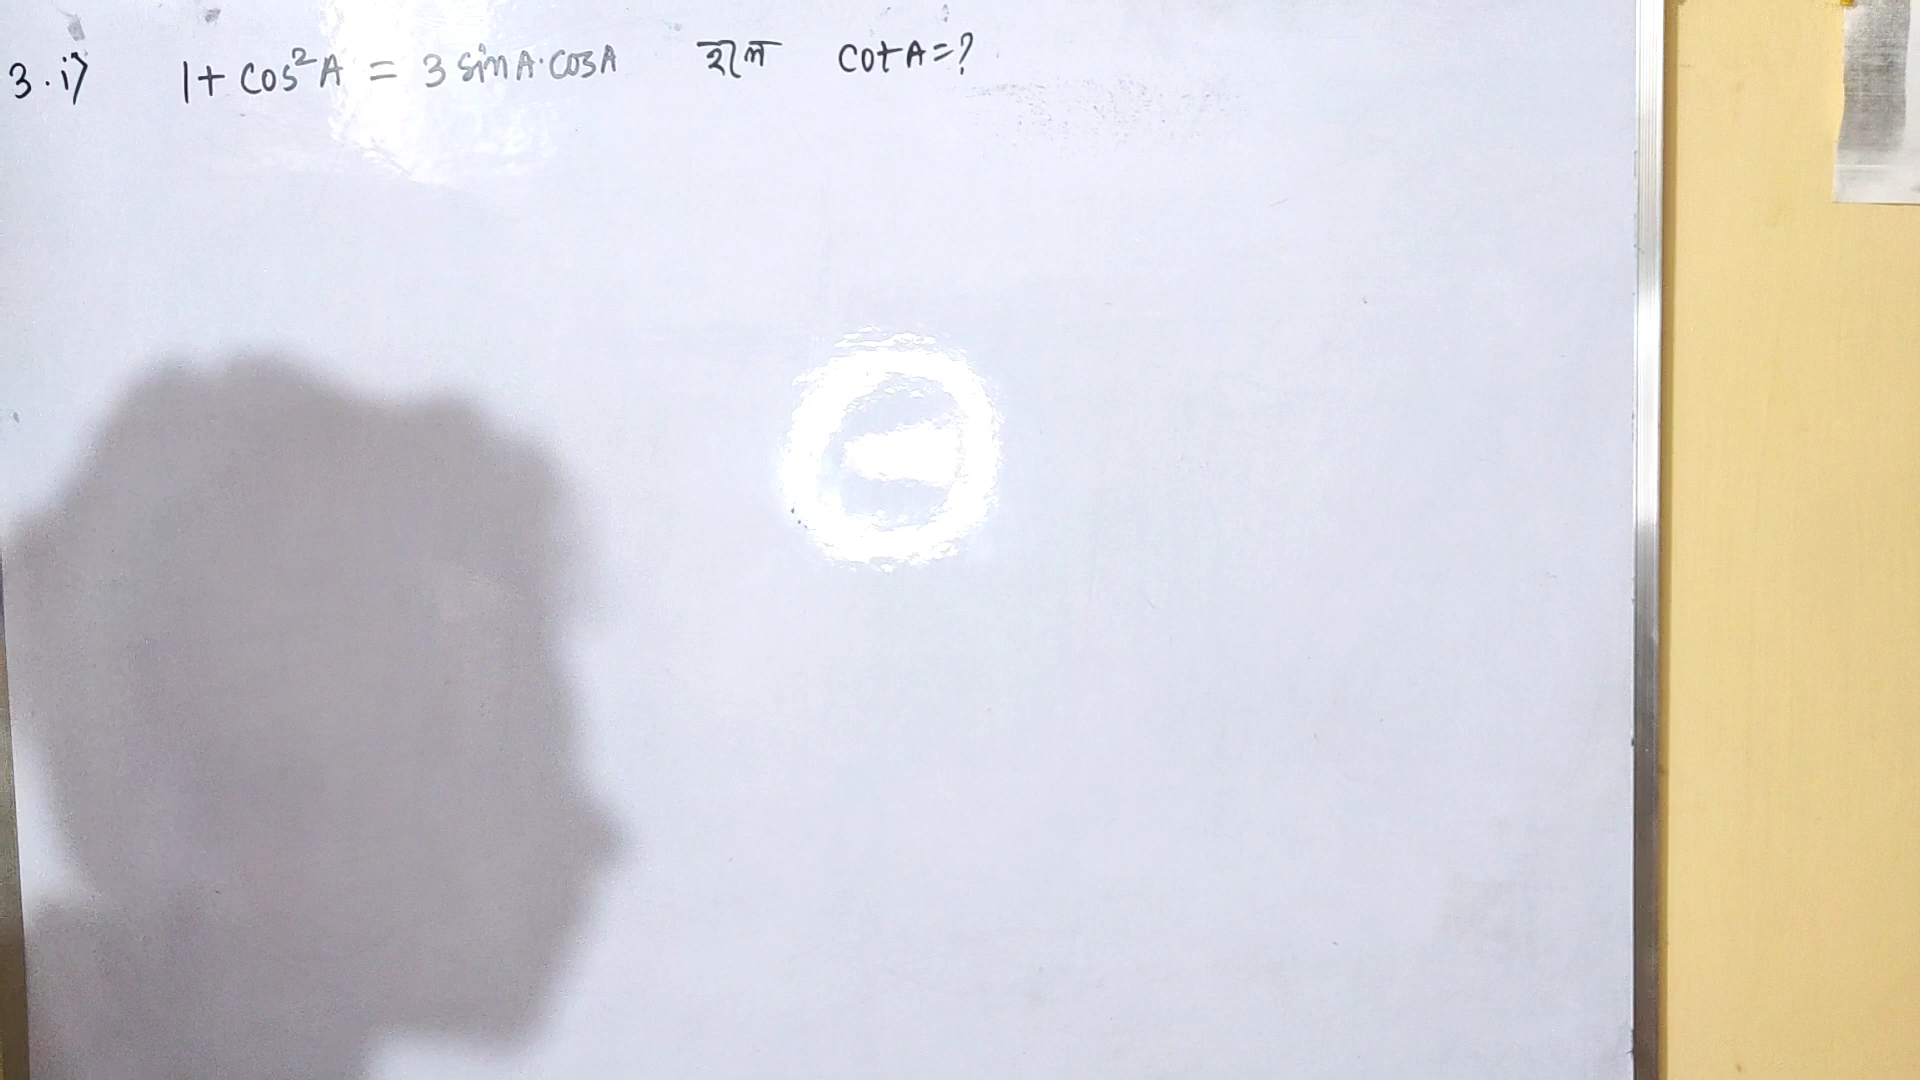 3.i) 1 + cos²A = 3 sinA·cosA হলে cotA=?